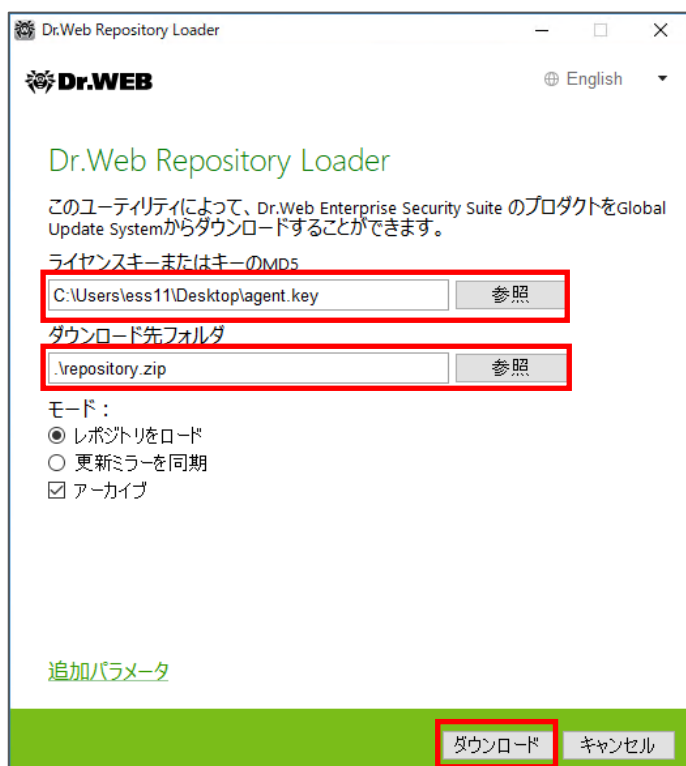 Dr.Web Repository Loader
Dr.WEB
English
Dr.Web Repository Loader
このユーティリティによって、Dr.Web Enterprise Security Suite のプロダクトをGlobal
Update Systemからダウンロードすることができます。
ライセンスキーまたはキーのMD5
C:\Users\ess11\Desktop\agent.key 参照
ダウンロード先フォルダ
.\repository.zip 参照
モード：
レポジトリをロード
更新ミラーを同期
アーカイブ
追加パラメータ
ダウンロード キャンセル